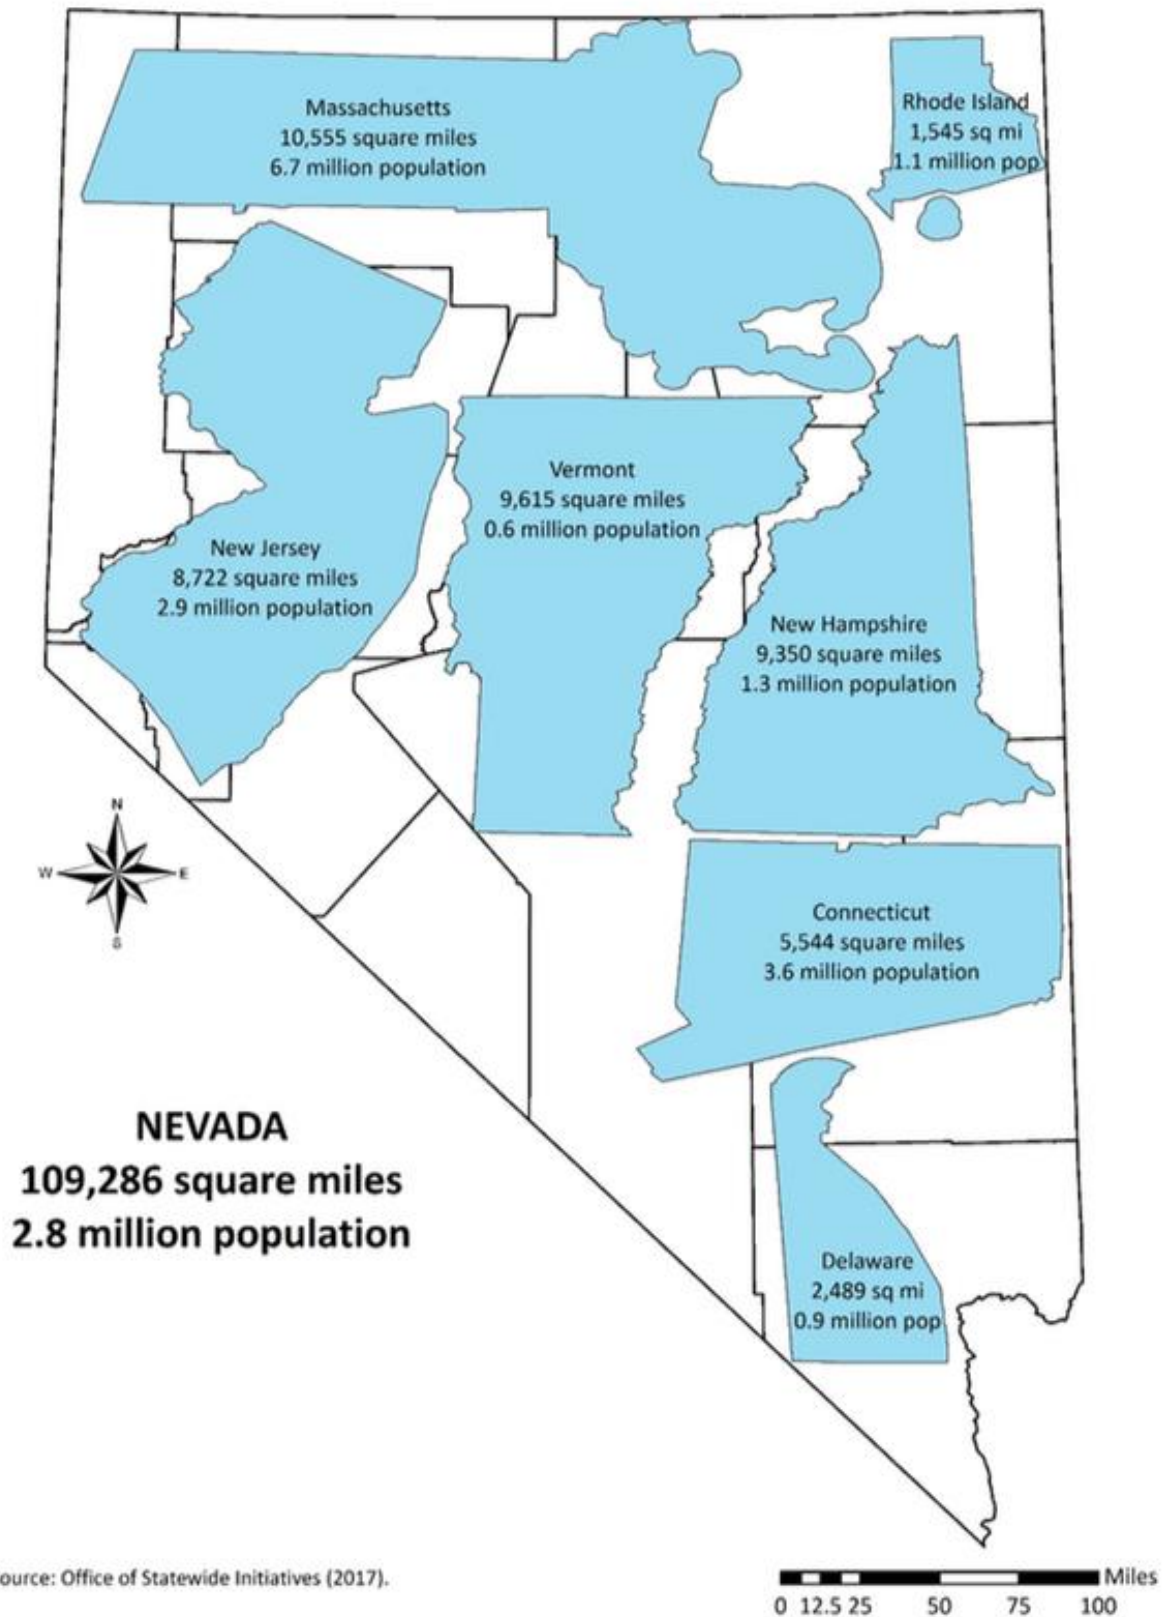 Massachusetts
10,555 square miles
6.7 million population
Rhode Island
1,545 sq mi
1.1 million pop
Vermont
9,615 square miles
0.6 million population
New Jersey
8,722 square miles
2.9 million population
New Hampshire
9,350 square miles
1.3 million population
N
W E
S
Connecticut
5,544 square miles
3.6 million population
NEVADA
109,286 square miles
2.8 million population
Delaware
2,489 sq mi
0.9 million pop
ource: Office of Statewide Initiatives (2017).
Miles
0 12.5 25 50 75 100